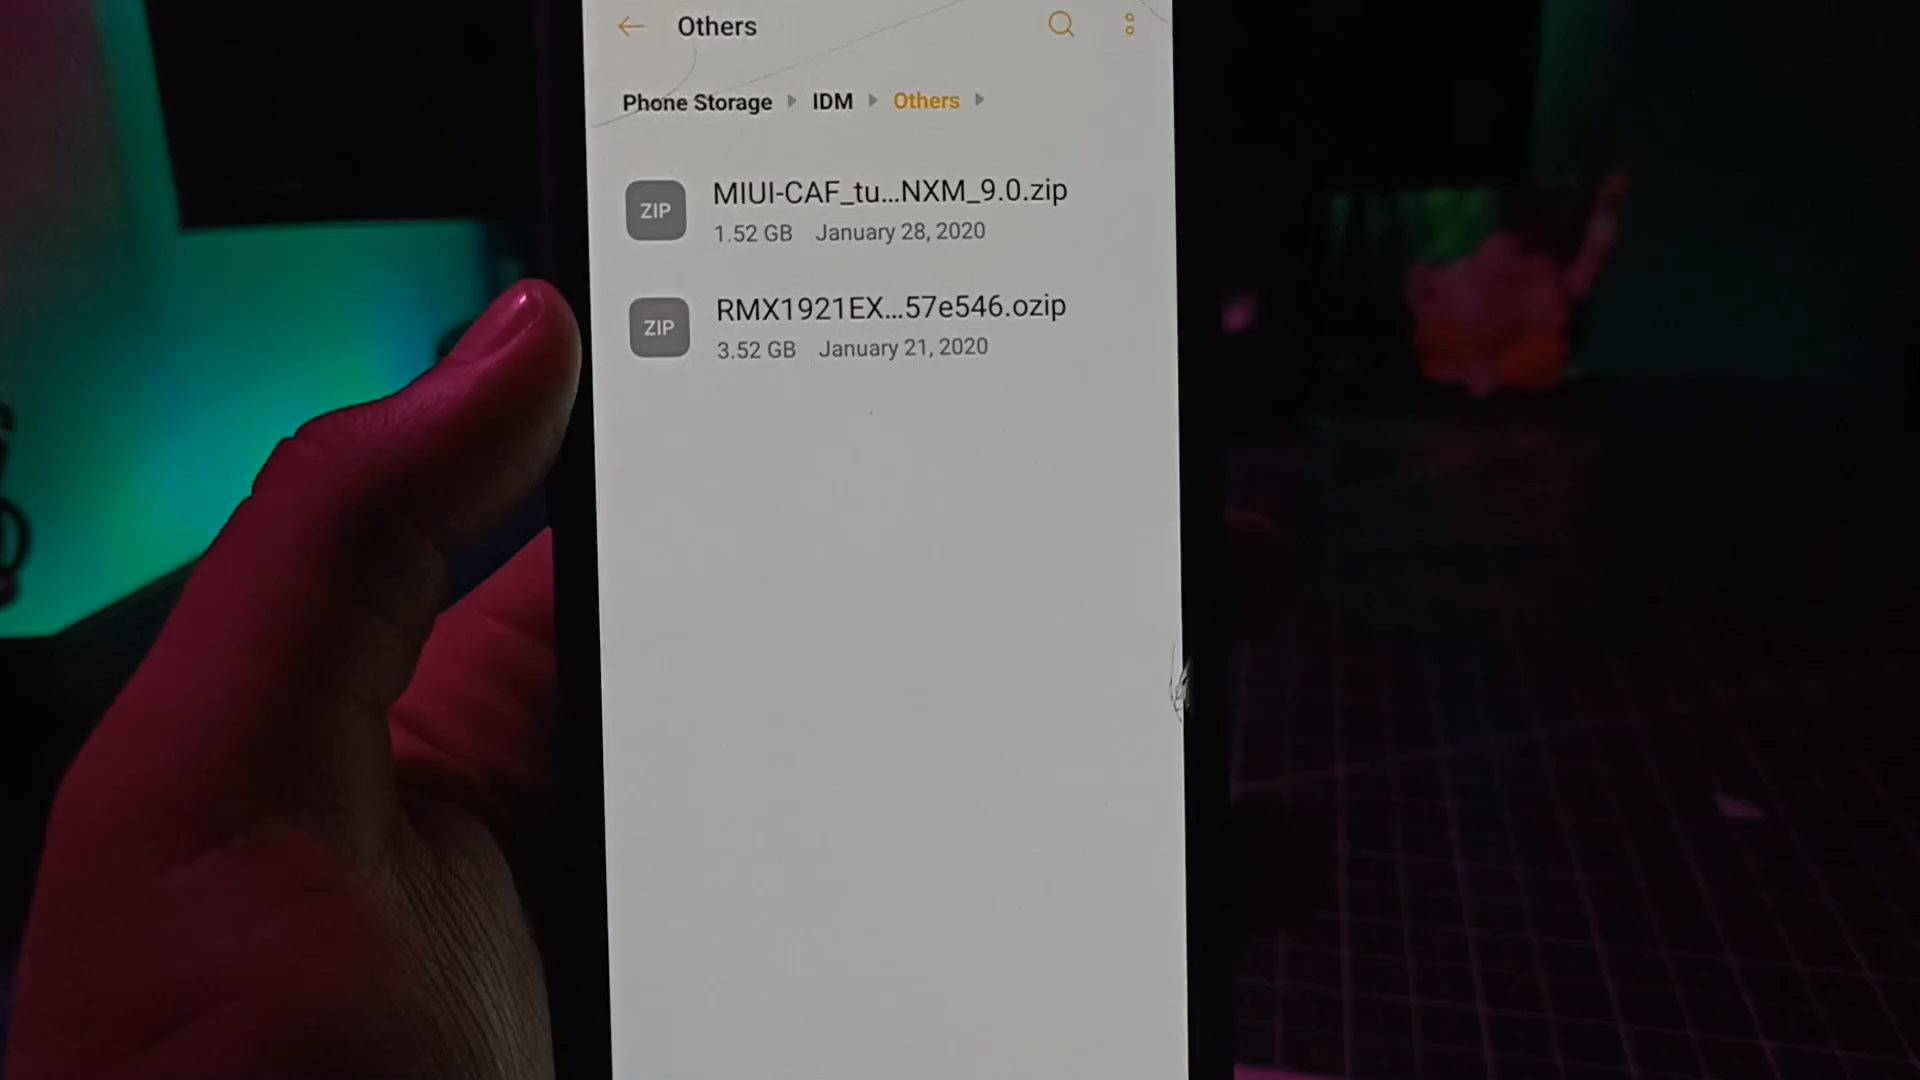 Others
Phone Storage IDM Others
ZIP
MIUI-CAF_tu...NXM_9.0.zip
1.52 GB January 28, 2020
ZIP
RMX1921EX...57e546.ozip
3.52 GB January 21, 2020